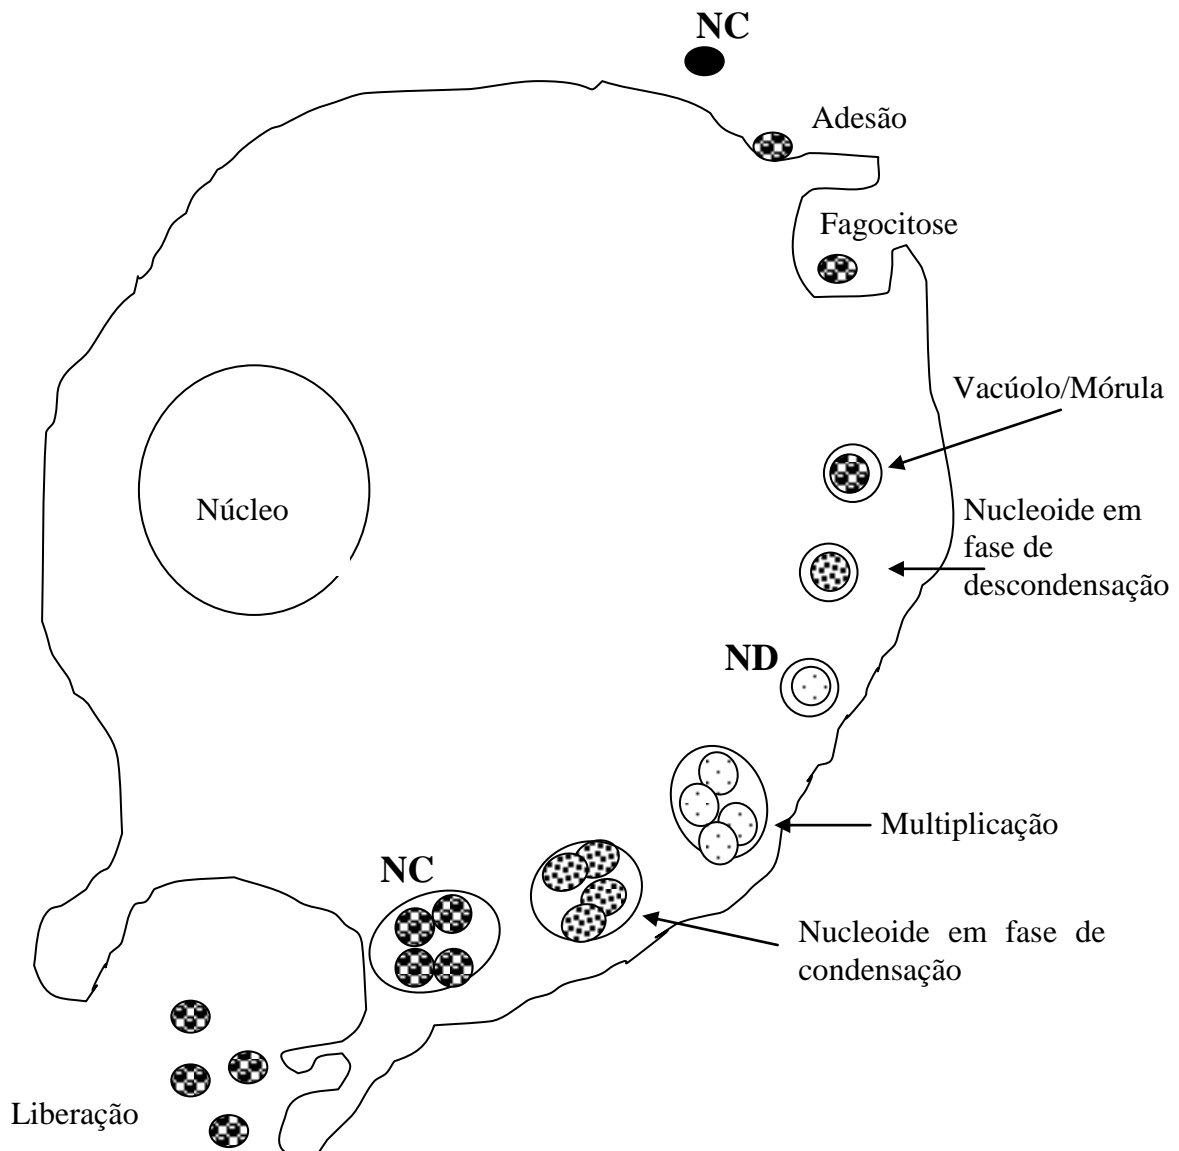 NC
Adesão
Fagocitose
Vacúolo/Mórula
Núcleo
Nucleoide em
fase de
descondensação
ND
Multiplicação
NC
Nucleoide em fase de
condensação
Liberação